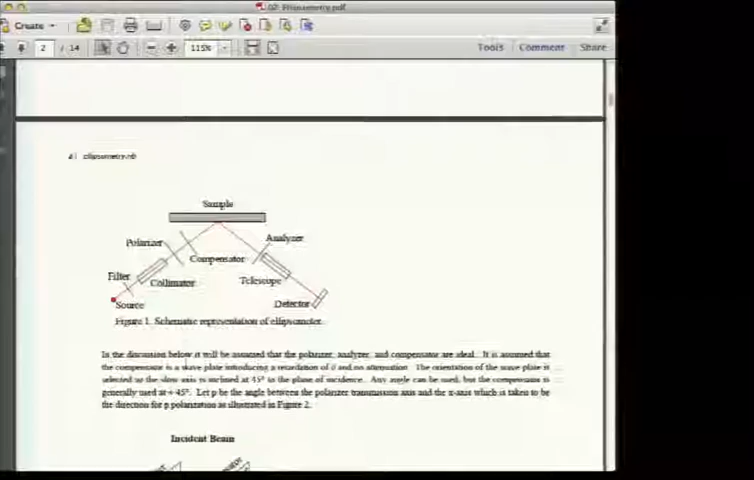 07 Ellipsometry.pdf
Create
2 / 14
115%
Tools Comment Share
ellipsometry.nb
Sample
Polarizer
Analyzer
Compensator
Filter
Collimator
Telescope
Source
Detector
Figure 1. Schematic representation of ellipsometer.
In the discussion below it will be assumed that the polarizer, analyzer, and compensator are ideal. It is assumed that
the compensator is a wave plate introducing a retardation of and no attenuation. The orientation of the wave plate is
selected so the slow axis is inclined at 45° to the plane of incidence. Any angle can be used, but the compensator is
generally used at + 45°. Let p be the angle between the polarizer transmission axis and the x-axis which is taken to be
the direction for p polarization as illustrated in Figure 2.
Incident Beam